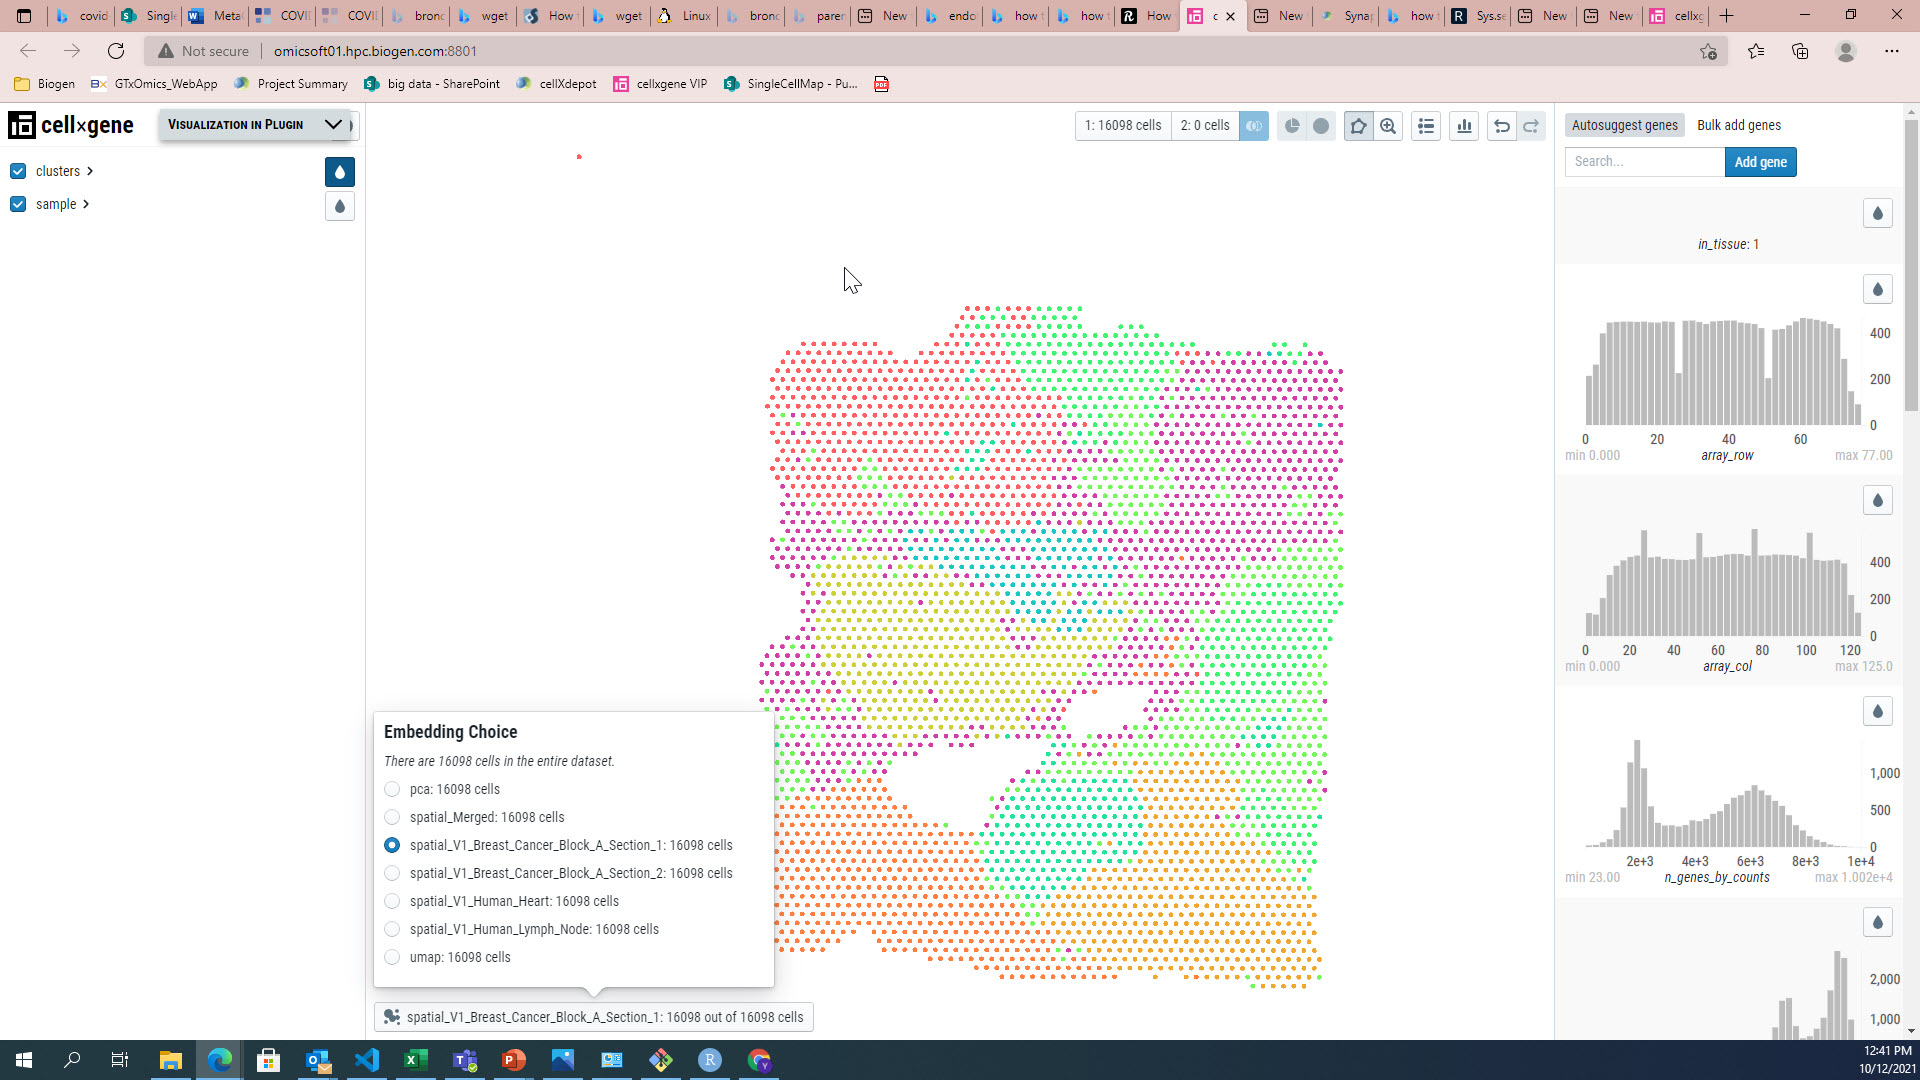 covid
Single
Meta
COVID
COVID
bronc
wget
How t
wget
Linux
bronc
paren
New
endo
how t
how t
How
c
New
Synap
how t
Sys.se
New
New
cellxg
Not secure
omicsoft01.hpc.biogen.com:8801
Biogen
GTxOmics_WebApp
Project Summary
big data - SharePoint
cellXdepot
cellxgene VIP
SingleCellMap - Pu...
PDF
cell×gene
VISUALIZATION IN PLUGIN
clusters
sample
1: 16098 cells
2: 0 cells
Autosuggest genes
Bulk add genes
Search...
Add gene
in_tissue: 1
400
200
0
0 20 40 60
min 0.000 array_row max 77.00
400
200
0
0 20 40 60 80 100 120
min 0.000 array_col max 125.0
1,000
500
0
2e+3 4e+3 6e+3 8e+3 1e+4
min 23.00 n_genes_by_counts max 1.002e+4
2,000
1,000
Embedding Choice
There are 16098 cells in the entire dataset.
pca: 16098 cells
spatial_Merged: 16098 cells
spatial_V1_Breast_Cancer_Block_A_Section_1: 16098 cells
spatial_V1_Breast_Cancer_Block_A_Section_2: 16098 cells
spatial_V1_Human_Heart: 16098 cells
spatial_V1_Human_Lymph_Node: 16098 cells
umap: 16098 cells
spatial_V1_Breast_Cancer_Block_A_Section_1: 16098 out of 16098 cells
12:41 PM
10/12/2021